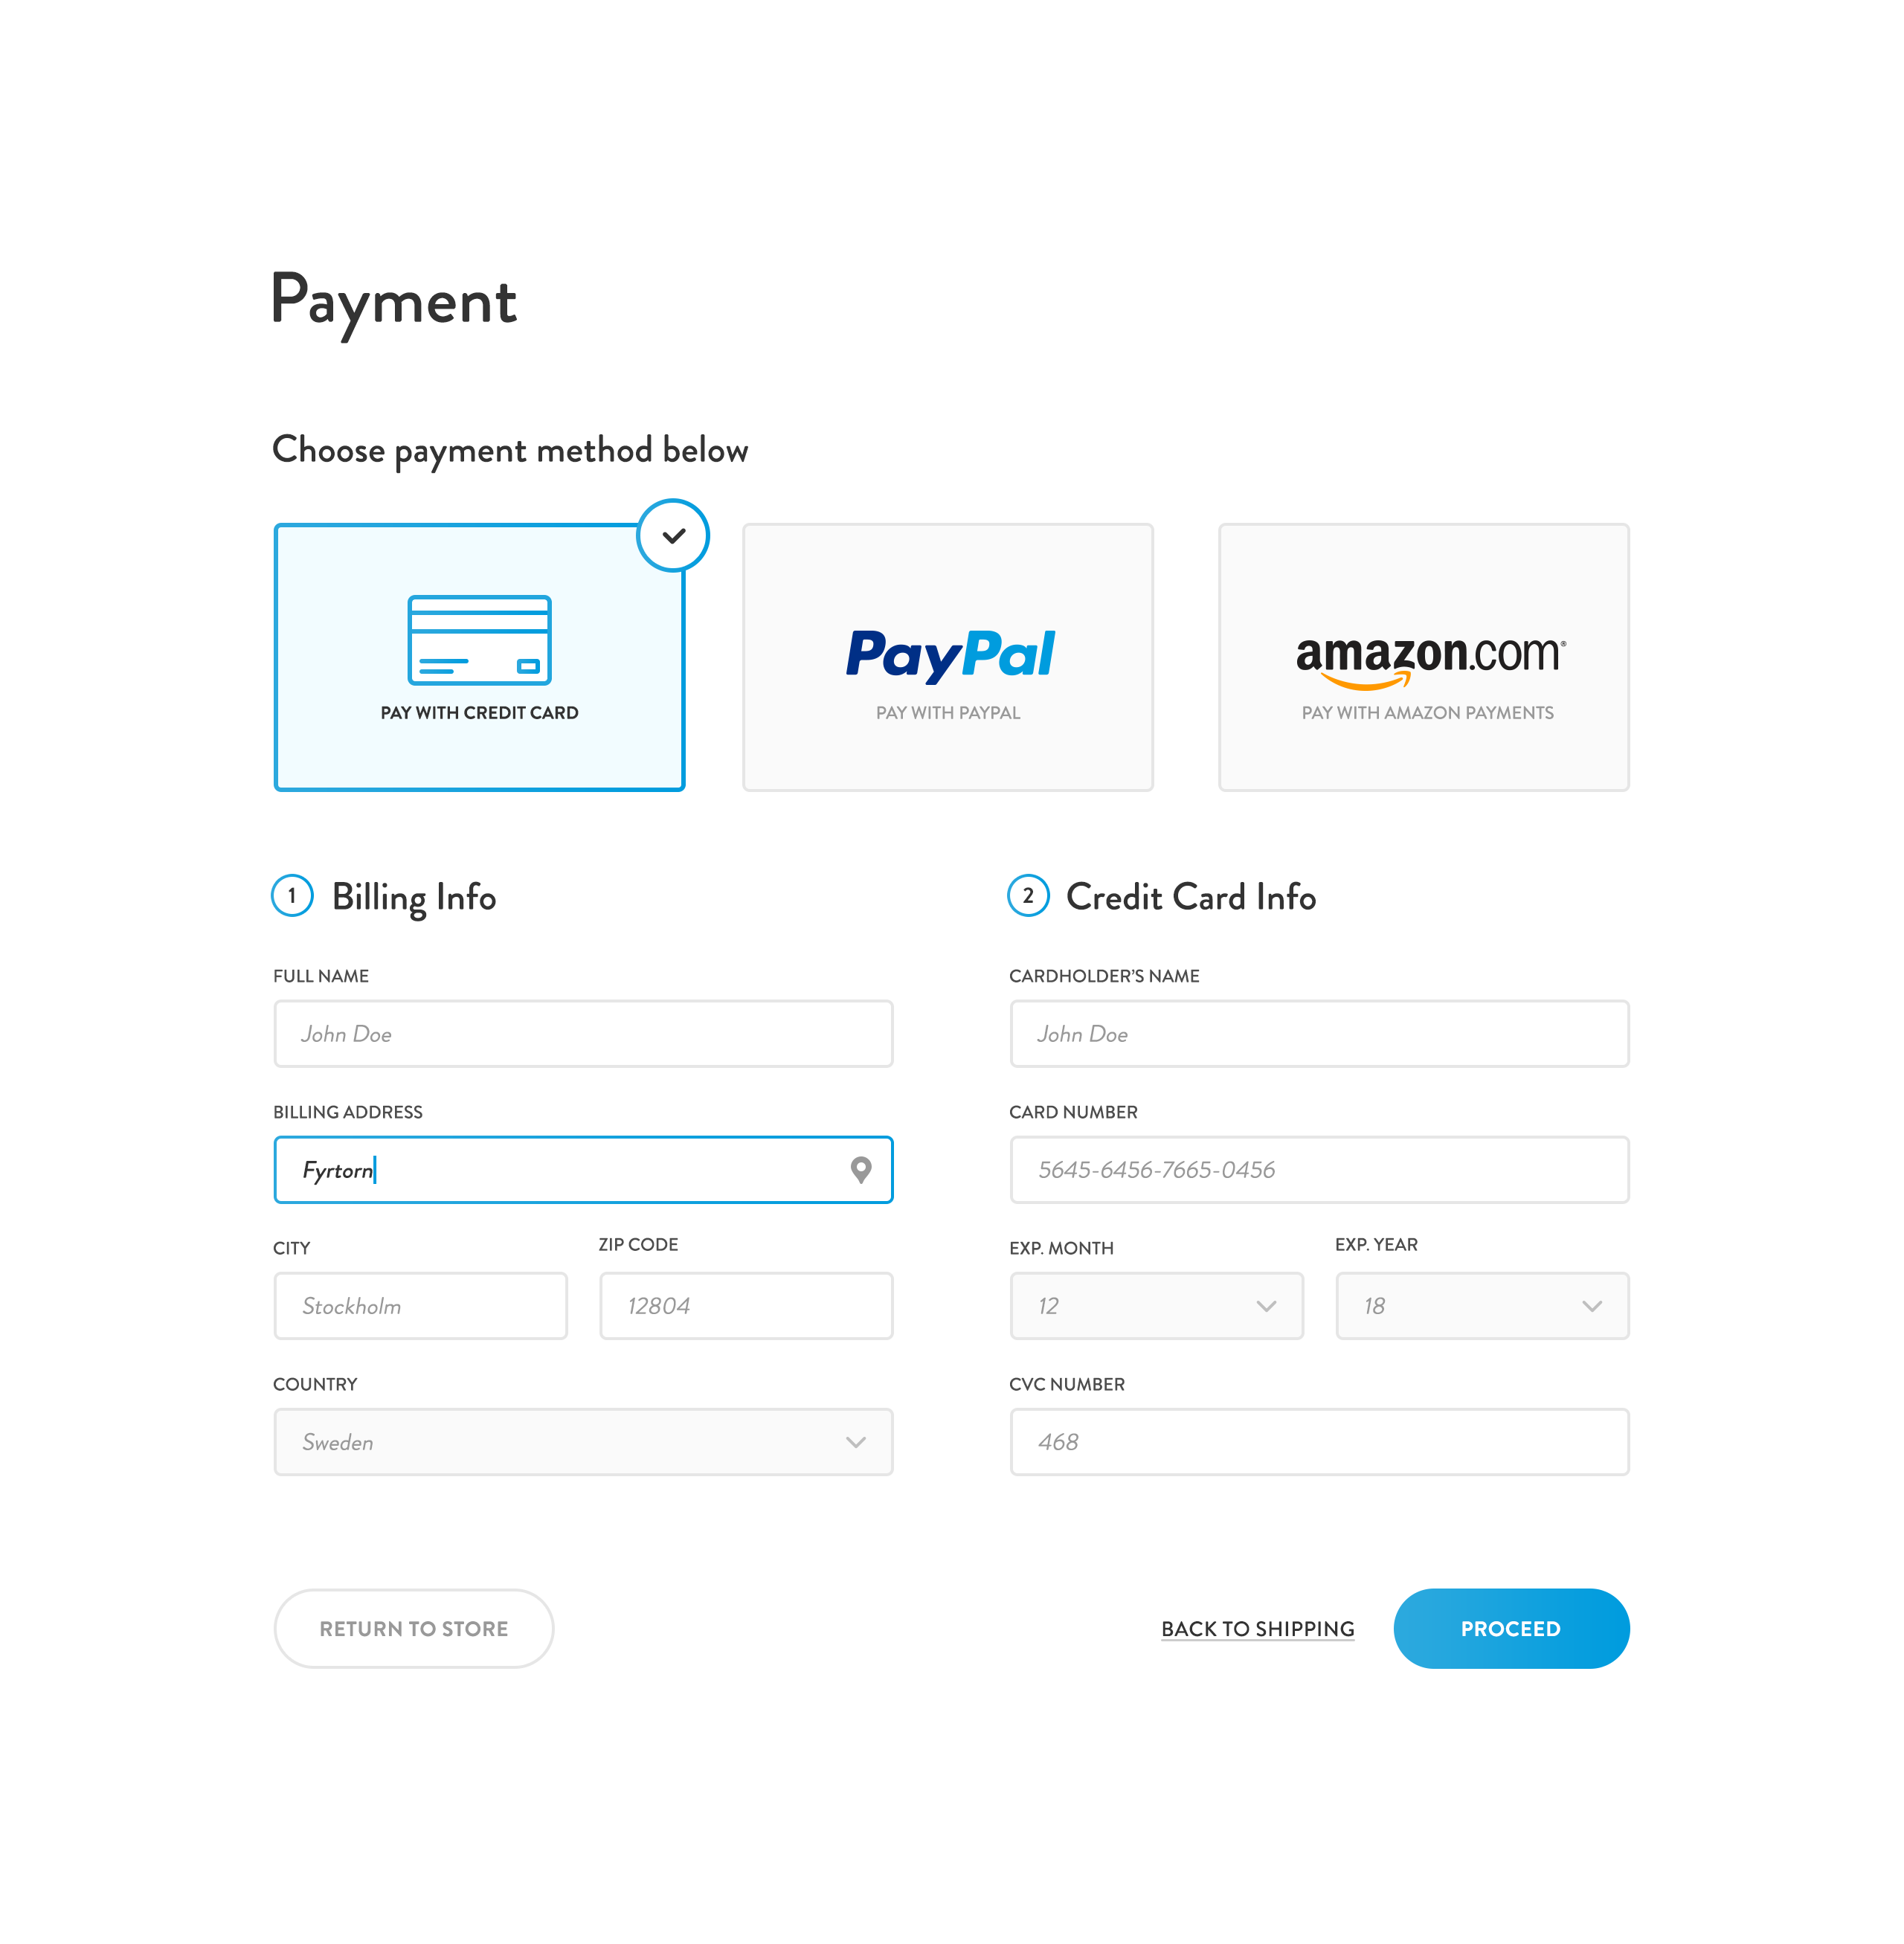 Payment
Choose payment method below
PayPal
amazon.com®
PAY WITH CREDIT CARD
PAY WITH PAYPAL
PAY WITH AMAZON PAYMENTS
1 Billing Info
FULL NAME
John Doe
BILLING ADDRESS
Fyrtorn
CITY
ZIP CODE
Stockholm
12804
COUNTRY
Sweden
2 Credit Card Info
CARDHOLDER’S NAME
John Doe
CARD NUMBER
5645-6456-7665-0456
EXP. MONTH
EXP. YEAR
12
18
CVC NUMBER
468
RETURN TO STORE
BACK TO SHIPPING
PROCEED